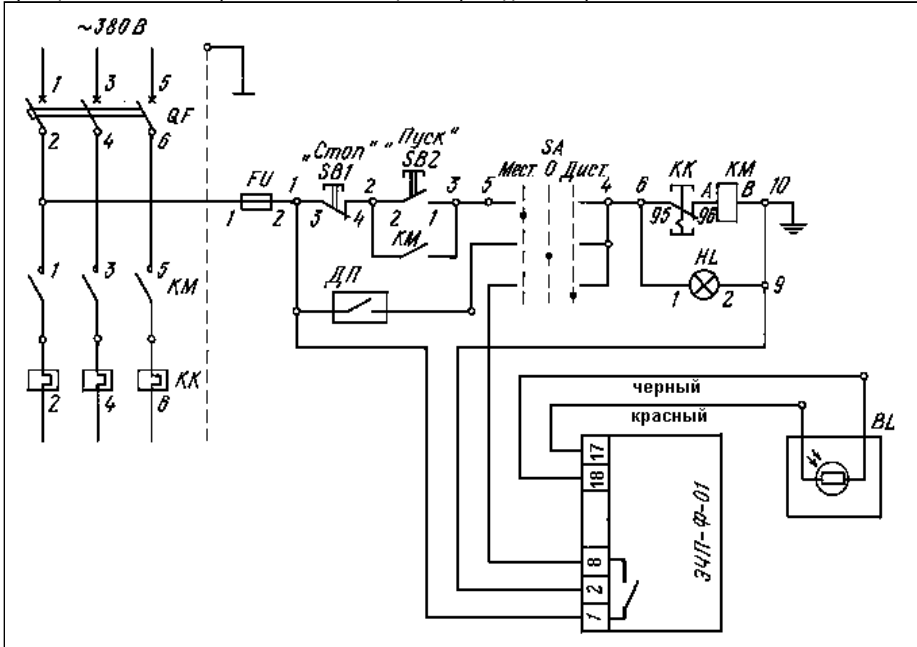 ~380 В
1 3 5
QF
2 4 6
„Стоп" „Пуск"
SB1 SB2
SA
Мест. 0 Дист.
KK KM
FU
1 2
1 2 3 5
3 4 2 1
KM
4 6
95 96
A B
10
HL
1 2
9
ДП
1 3 5
KM
KK
2 4 6
черный
красный
BL
17
18
8
2
1
ЭЧП-Ф-01